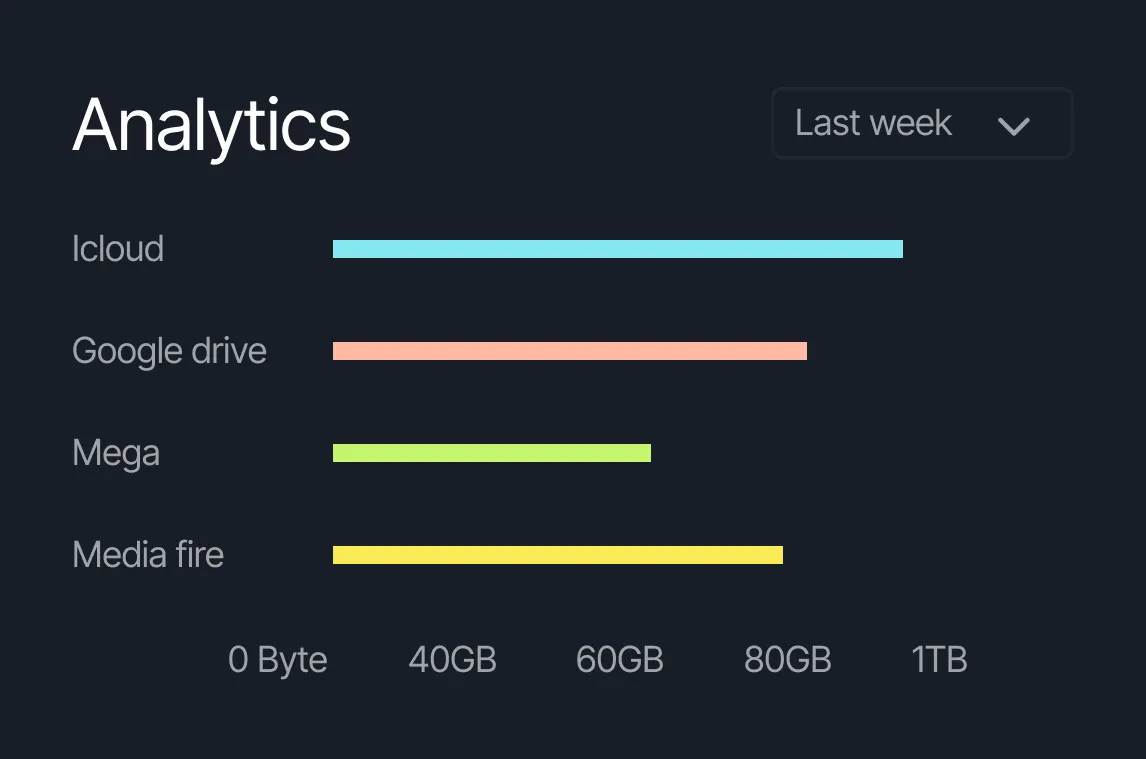 Analytics
Last week
Icloud
Google drive
Mega
Media fire
0 Byte 40GB 60GB 80GB 1TB